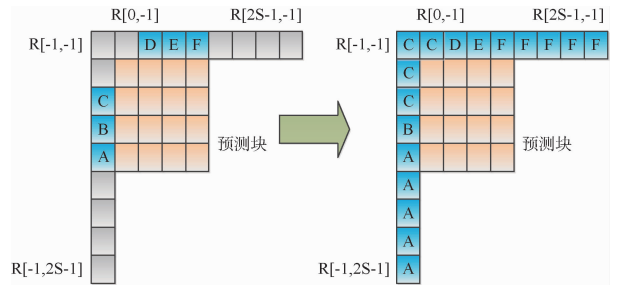 R[0,-1] R[2S-1,-1]
R[-1,-1] D E F
C
B
A
预测块
R[-1,2S-1]
R[0,-1] R[2S-1,-1]
R[-1,-1] C C D E F F F F F
C
C
B
A
预测块
A
A
A
R[-1,2S-1] A